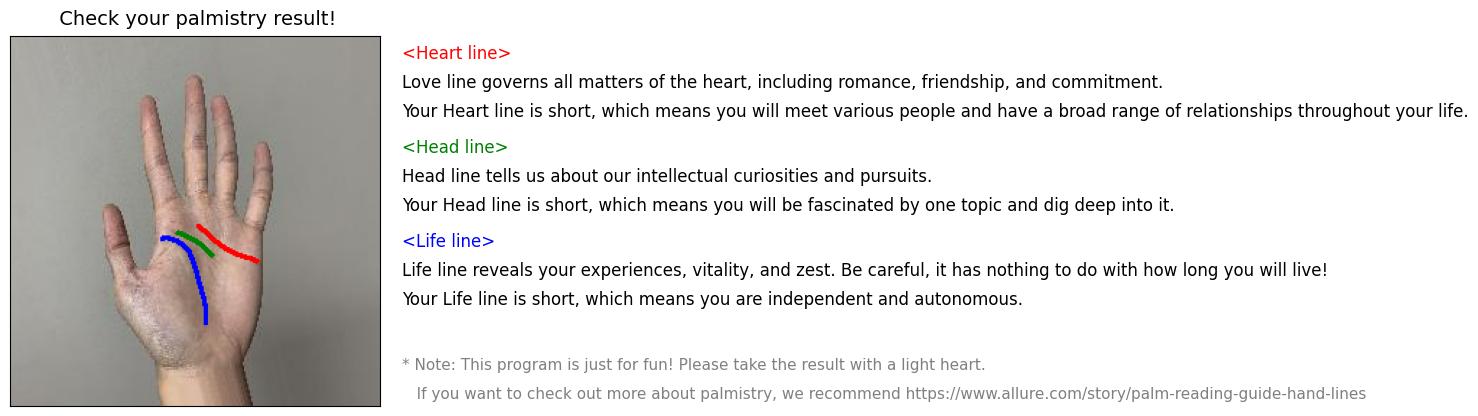 Check your palmistry result!
<Heart line>
Love line governs all matters of the heart, including romance, friendship, and commitment.
Your Heart line is short, which means you will meet various people and have a broad range of relationships throughout your life.
<Head line>
Head line tells us about our intellectual curiosities and pursuits.
Your Head line is short, which means you will be fascinated by one topic and dig deep into it.
<Life line>
Life line reveals your experiences, vitality, and zest. Be careful, it has nothing to do with how long you will live!
Your Life line is short, which means you are independent and autonomous.
* Note: This program is just for fun! Please take the result with a light heart.
If you want to check out more about palmistry, we recommend https://www.allure.com/story/palm-reading-guide-hand-lines